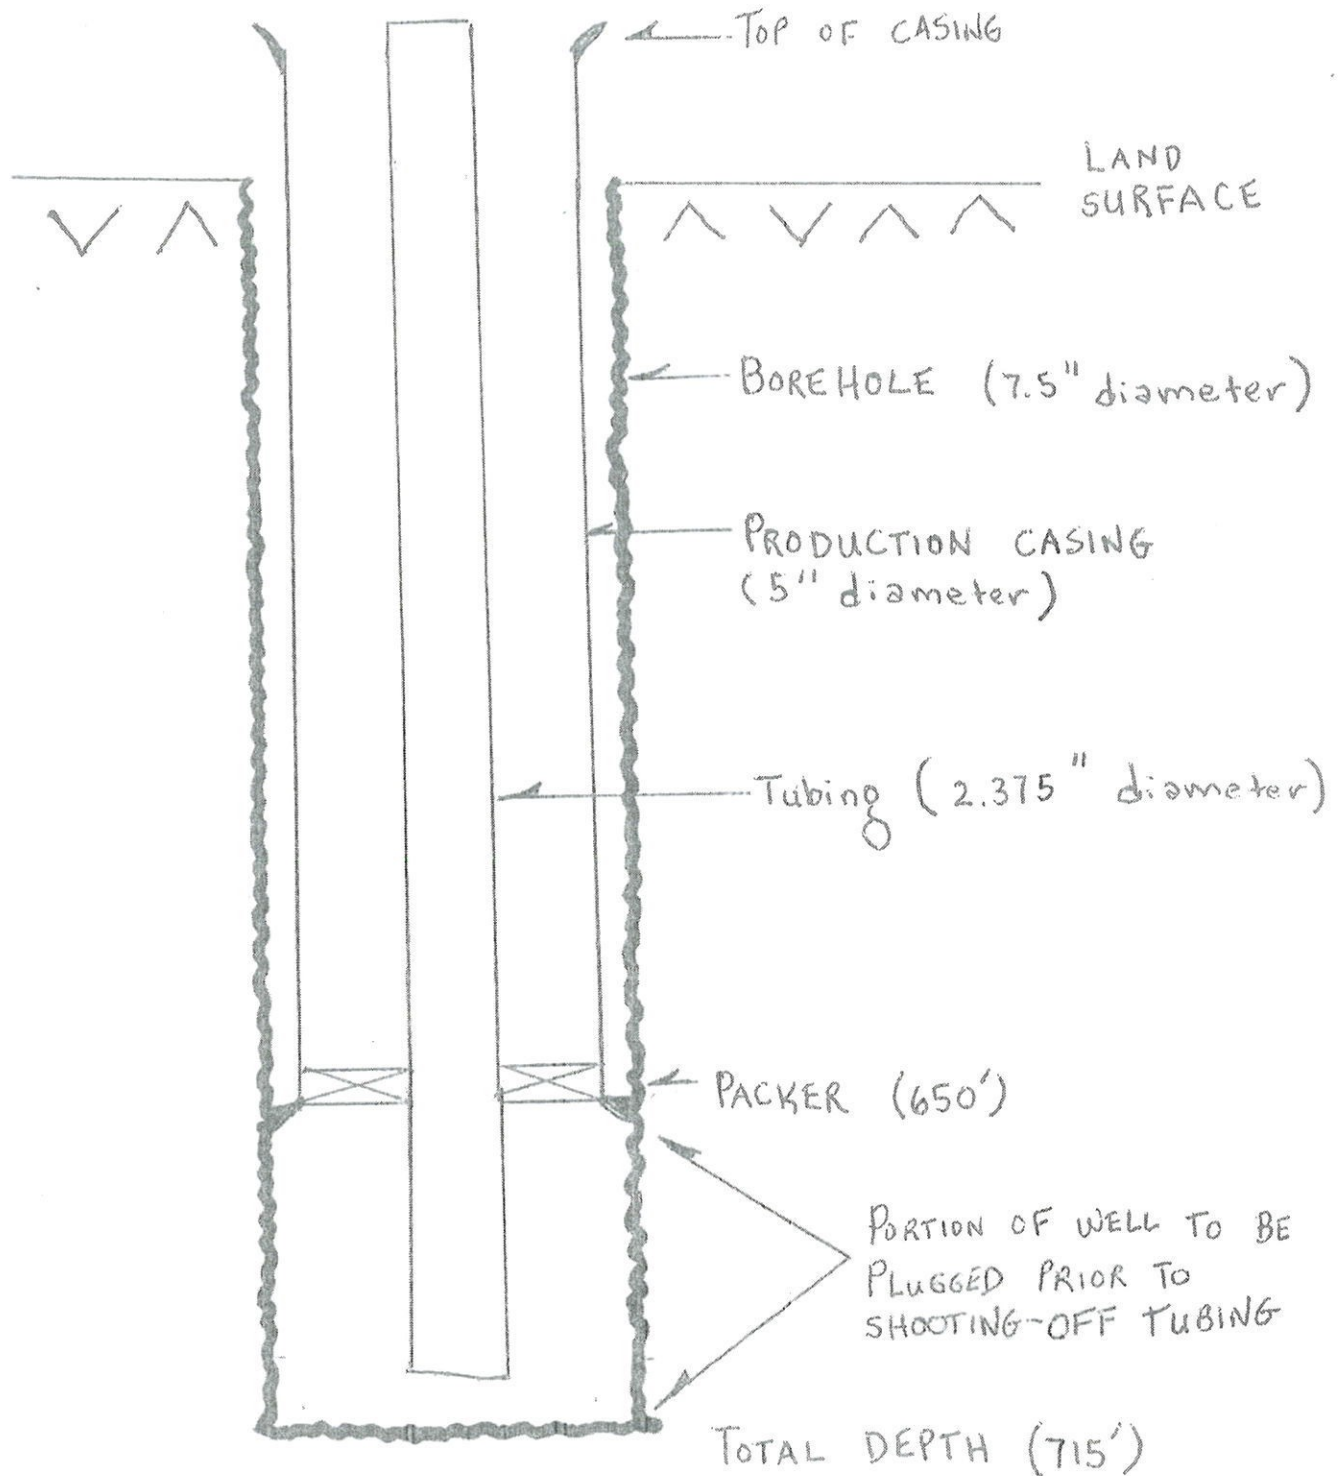 TOP OF CASING
LAND
SURFACE
BOREHOLE (7.5" diameter)
PRODUCTION CASING
(5" diameter)
Tubing (2.375" diameter)
PACKER (650')
PORTION OF WELL TO BE
PLUGGED PRIOR TO
SHOOTING-OFF TUBING
TOTAL DEPTH (715')